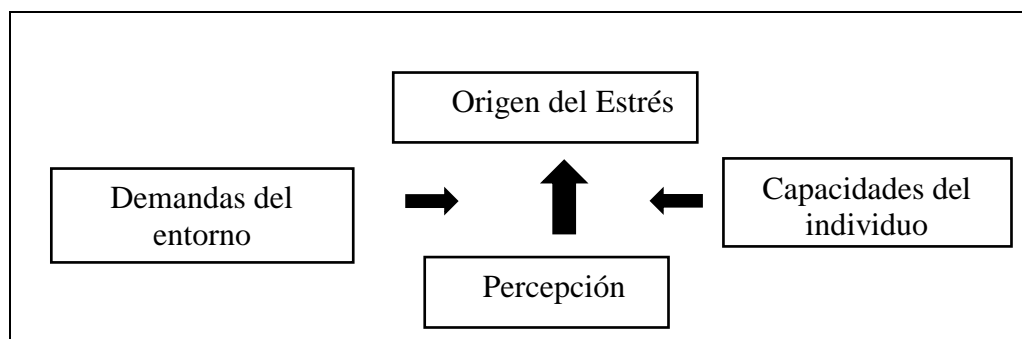 Origen del Estrés
Demandas del
entorno
Capacidades del
individuo
Percepción